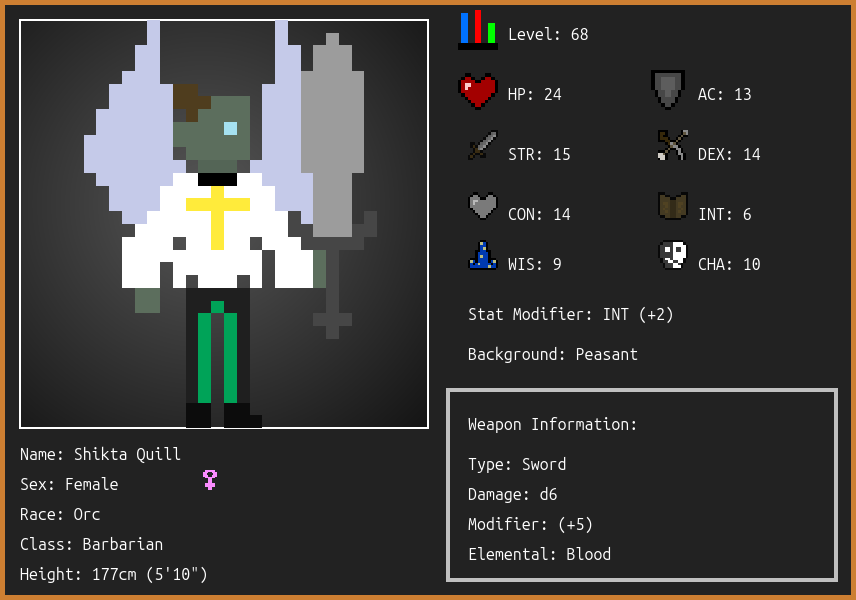 Level: 68
HP: 24
AC: 13
STR: 15
DEX: 14
CON: 14
INT: 6
WIS: 9
CHA: 10
Stat Modifier: INT (+2)
Background: Peasant
Weapon Information:
Type: Sword
Damage: d6
Modifier: (+5)
Elemental: Blood
Name: Shikta Quill
Sex: Female
Race: Orc
Class: Barbarian
Height: 177cm (5'10")